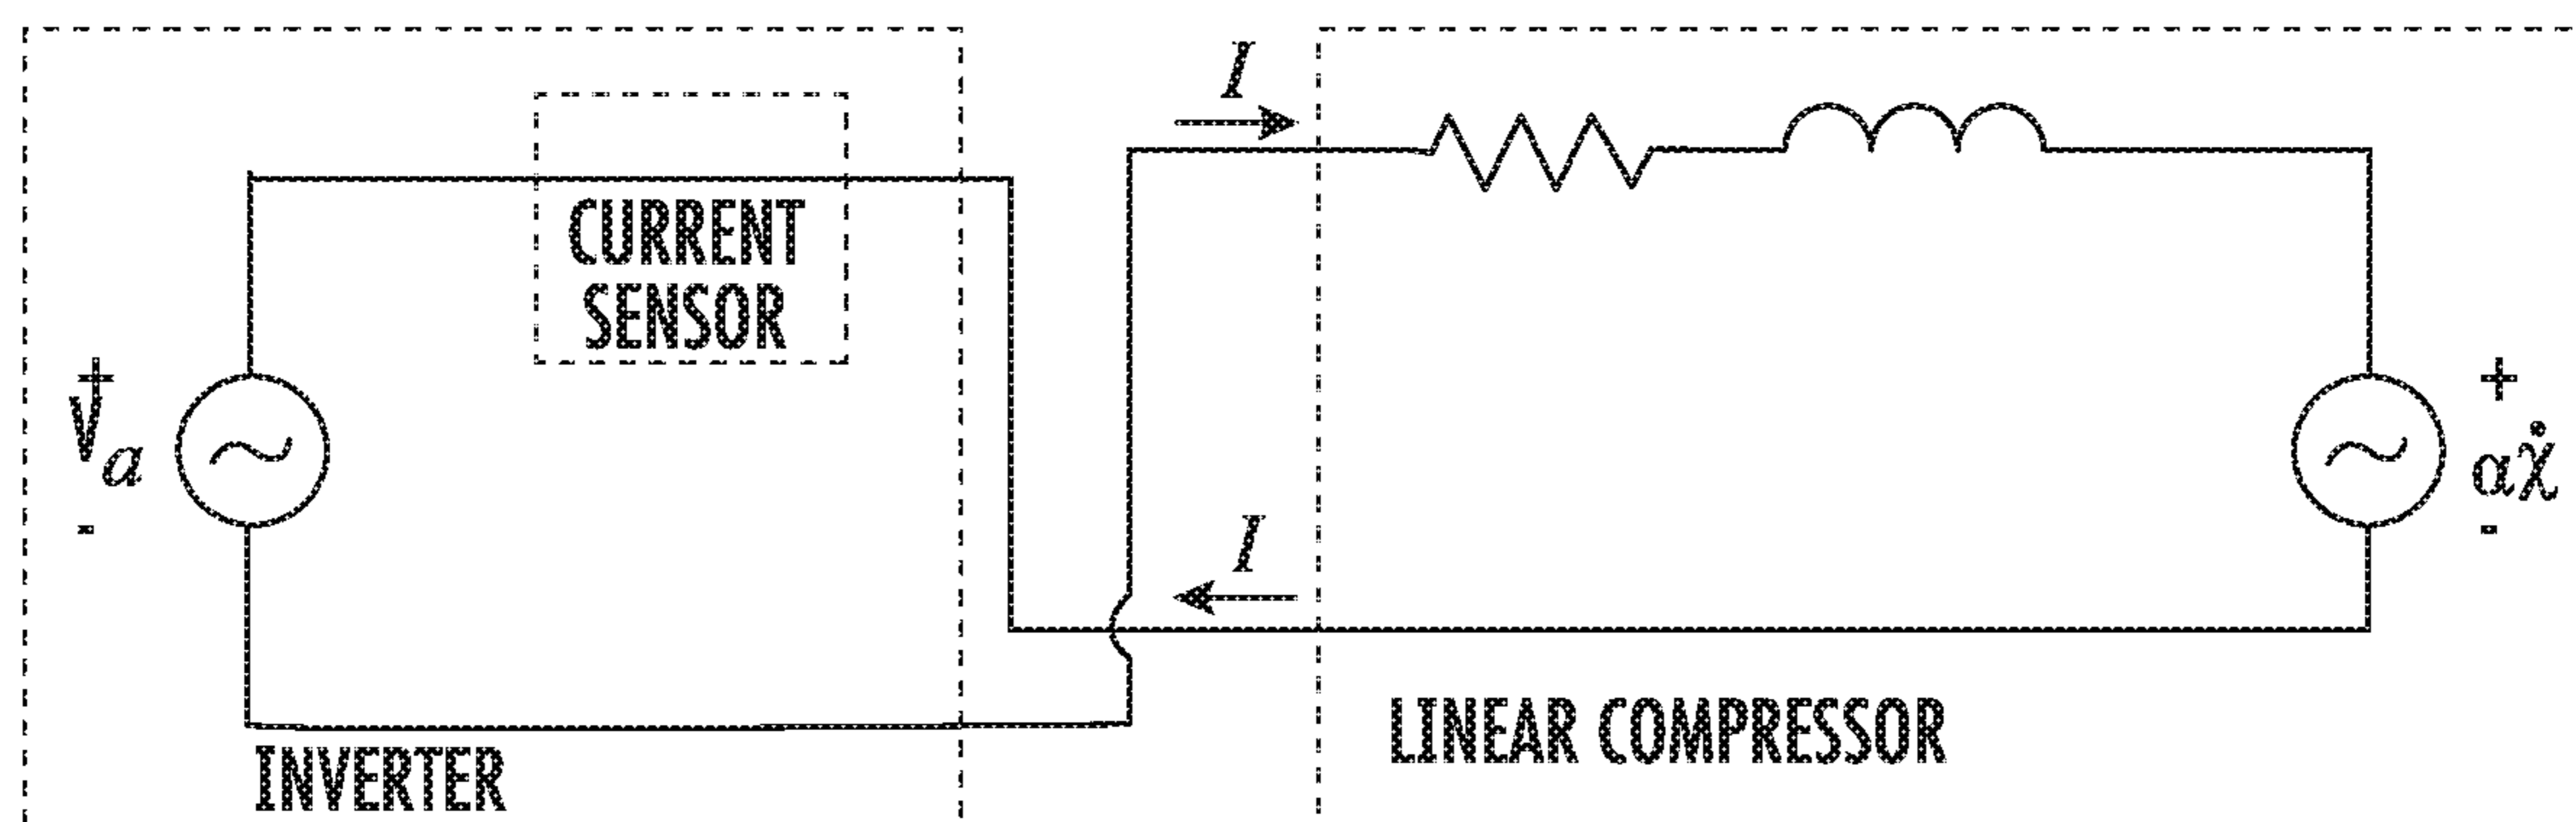 I
CURRENT
SENSOR
+
Va
-
+
αẋ
-
I
LINEAR COMPRESSOR
INVERTER